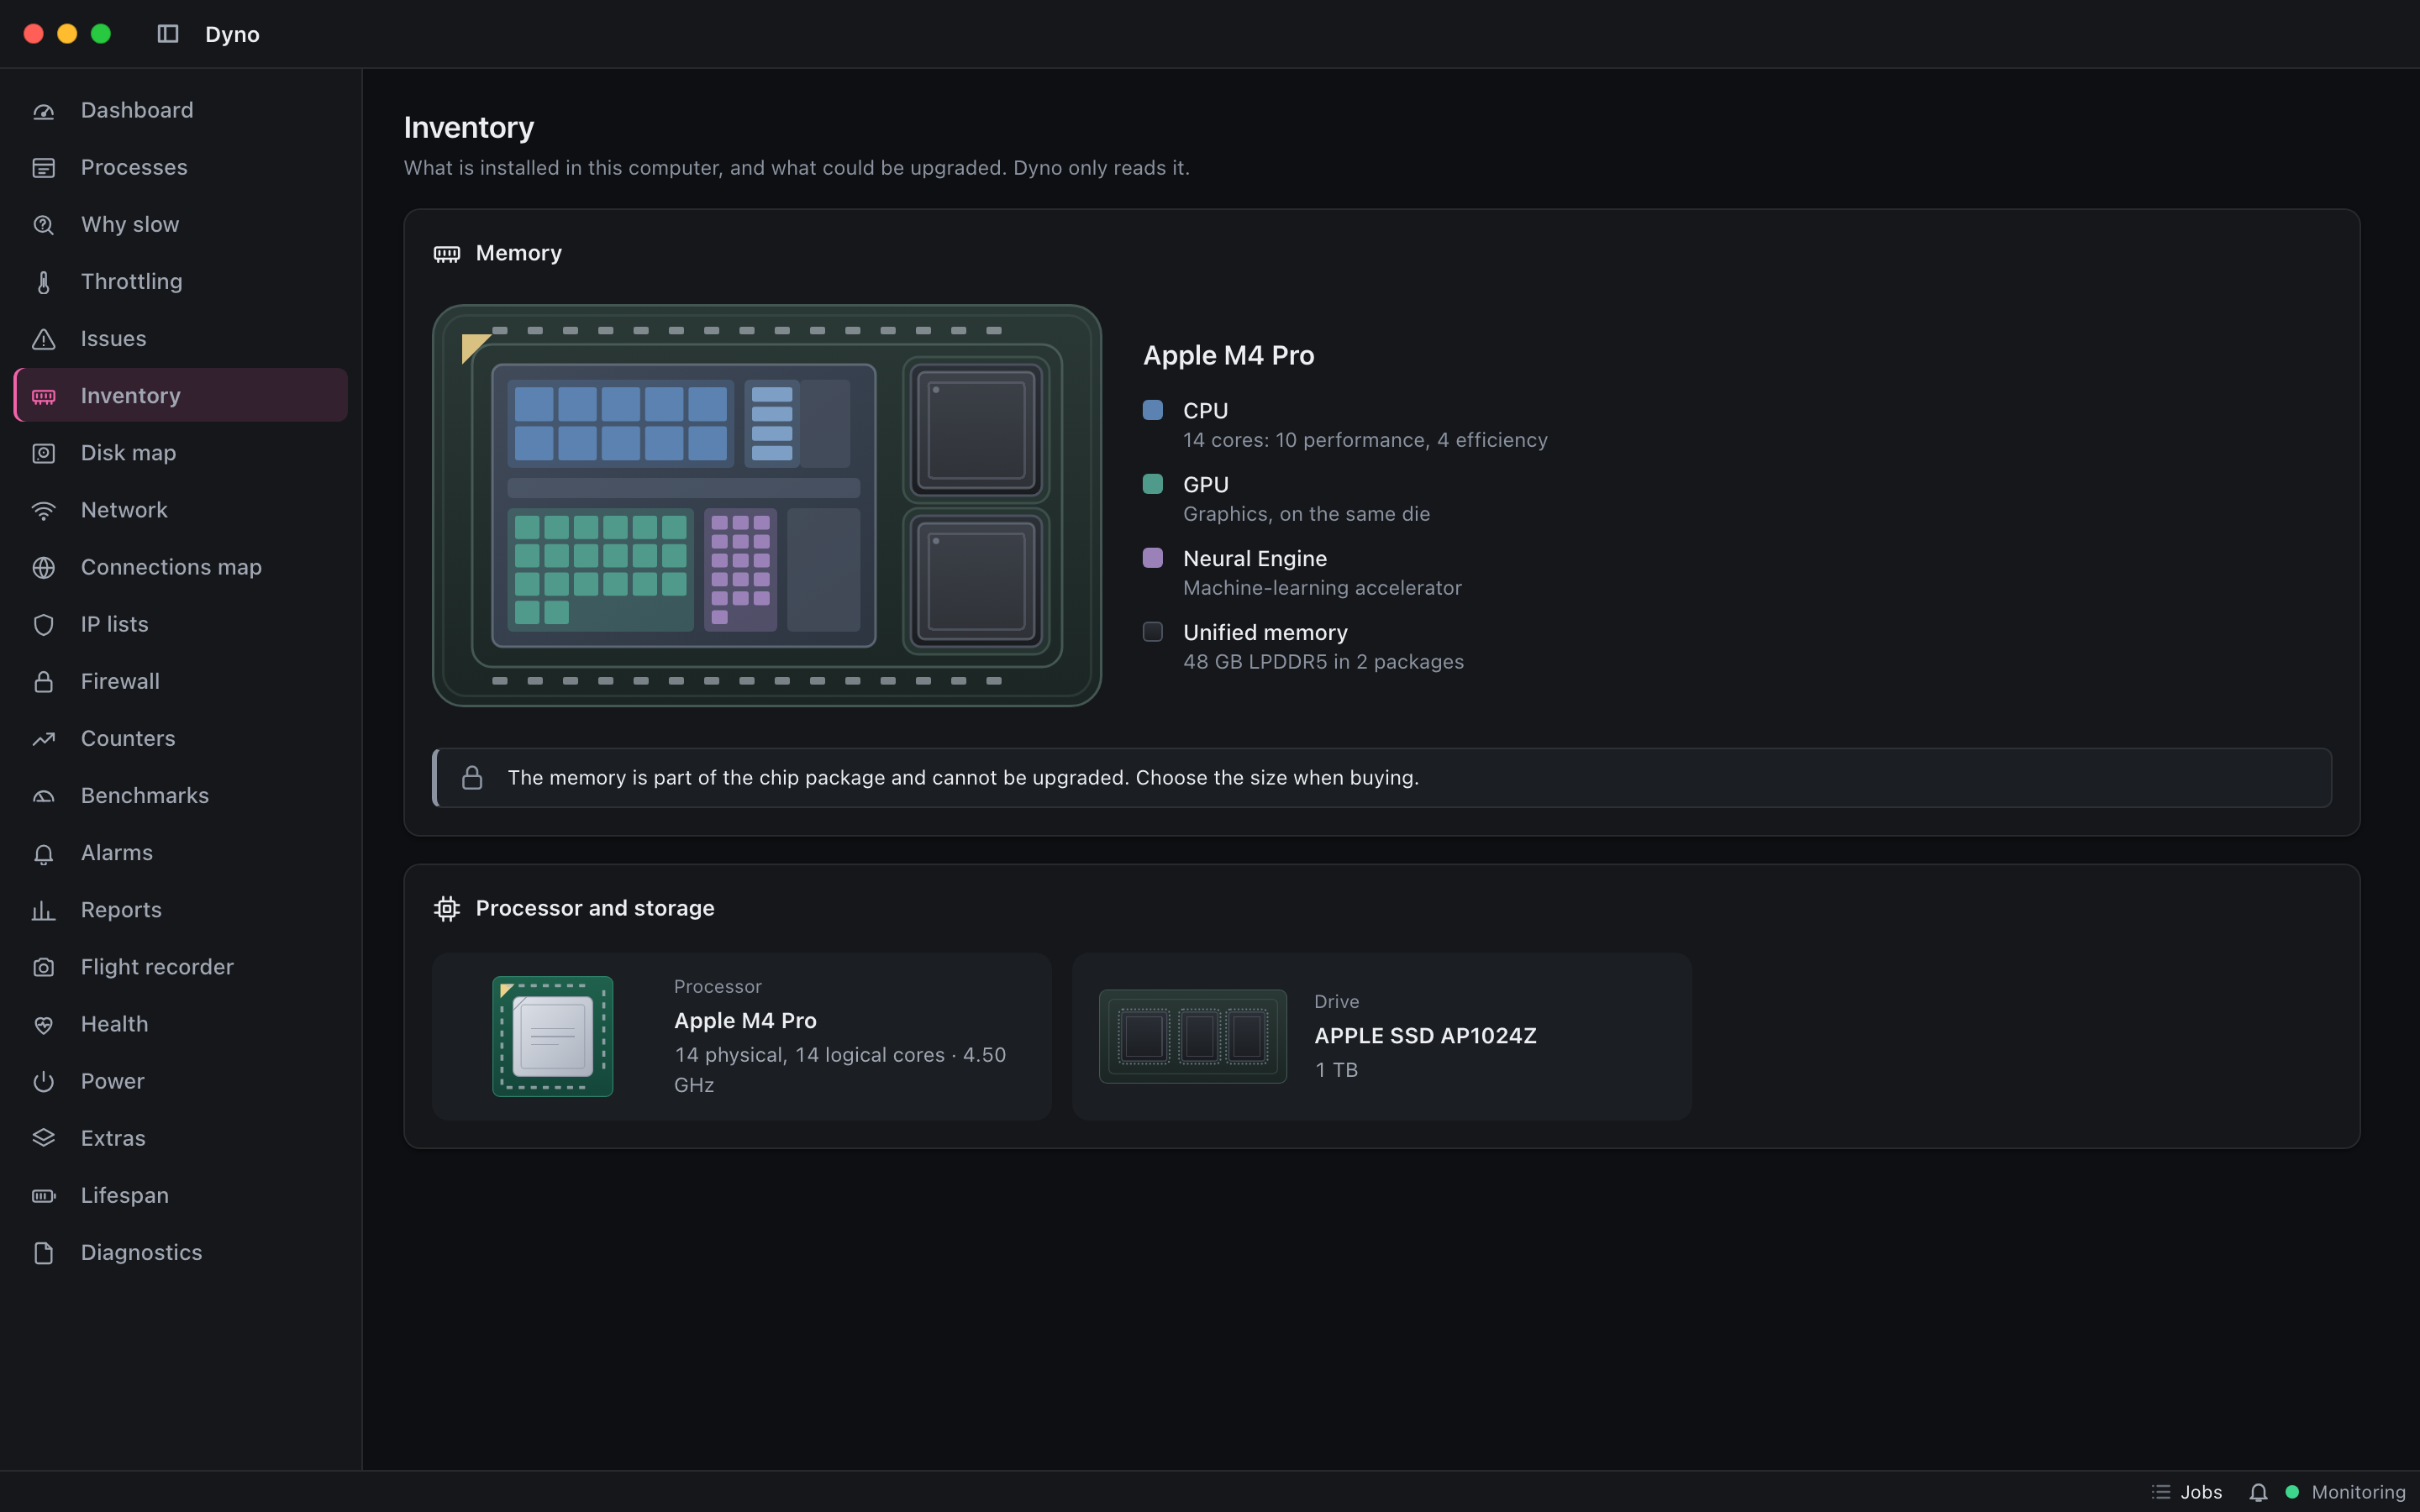 Dyno
Dashboard
Processes
Why slow
Throttling
Issues
Inventory
Disk map
Network
Connections map
IP lists
Firewall
Counters
Benchmarks
Alarms
Reports
Flight recorder
Health
Power
Extras
Lifespan
Diagnostics
Inventory
What is installed in this computer, and what could be upgraded. Dyno only reads it.
Memory
Apple M4 Pro
CPU
14 cores: 10 performance, 4 efficiency
GPU
Graphics, on the same die
Neural Engine
Machine-learning accelerator
Unified memory
48 GB LPDDR5 in 2 packages
The memory is part of the chip package and cannot be upgraded. Choose the size when buying.
Processor and storage
Processor
Apple M4 Pro
14 physical, 14 logical cores · 4.50
GHz
Drive
APPLE SSD AP1024Z
1 TB
Jobs
Monitoring